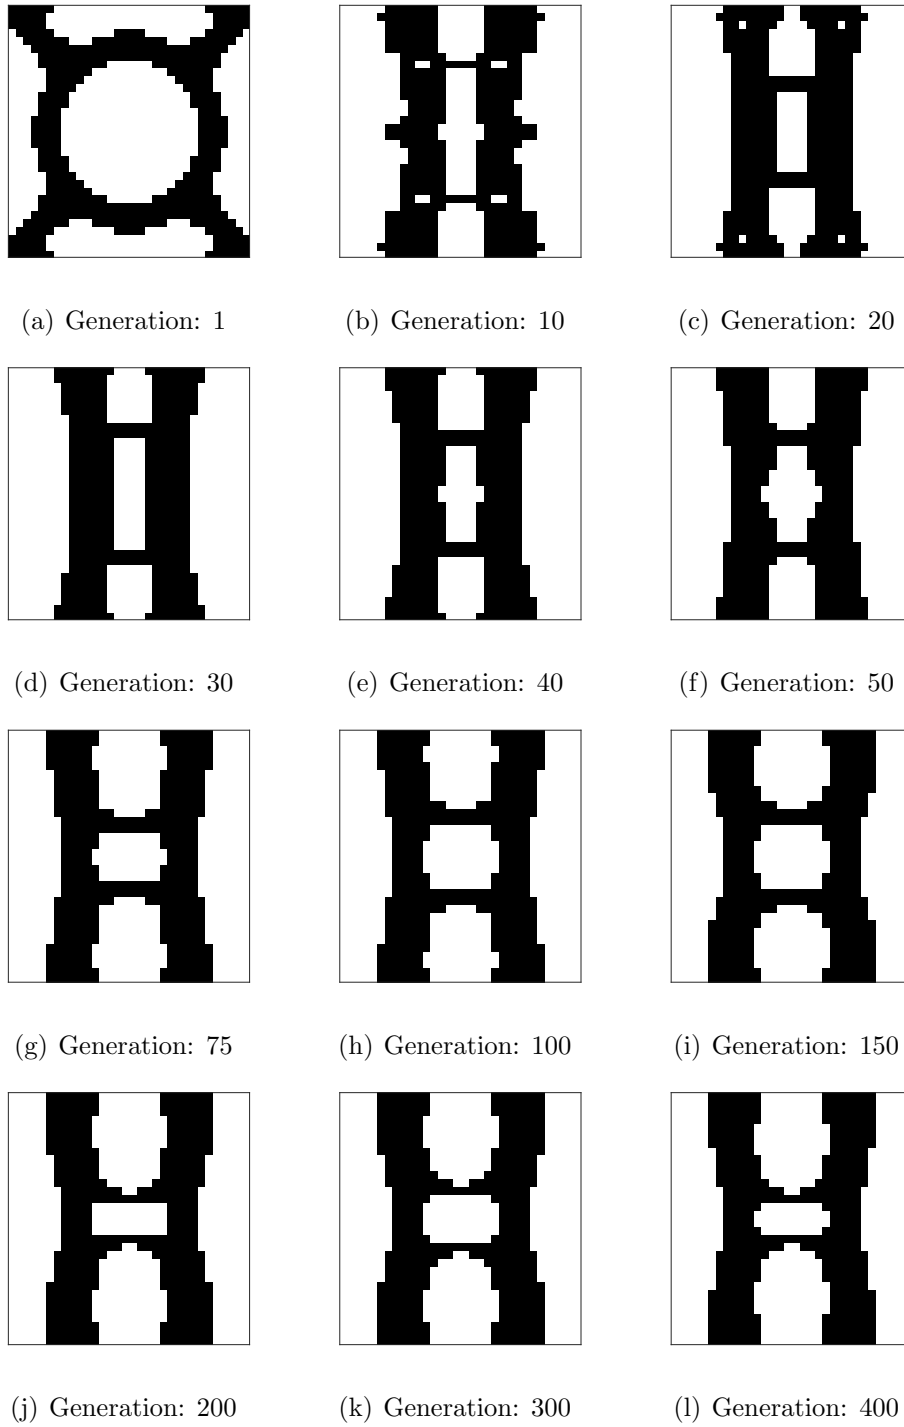 (a) Generation: 1
(b) Generation: 10
(c) Generation: 20
(d) Generation: 30
(e) Generation: 40
(f) Generation: 50
(g) Generation: 75
(h) Generation: 100
(i) Generation: 150
(j) Generation: 200
(k) Generation: 300
(l) Generation: 400